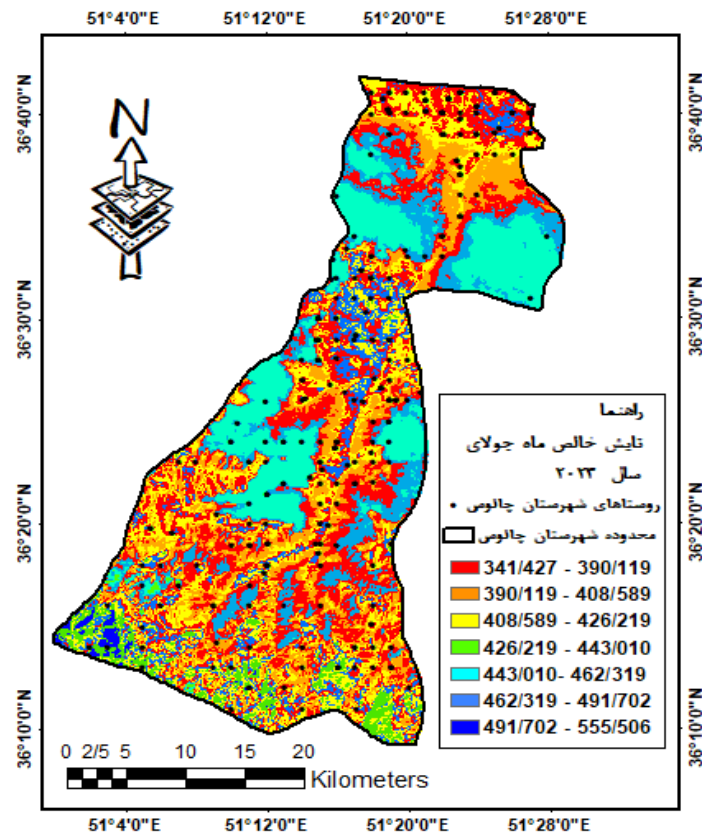 51°4'0"E 51°12'0"E 51°20'0"E 51°28'0"E
36°40'0"N 36°40'0"N
N
36°30'0"N 36°30'0"N
راهنما
تابش خالص ماه جولای
سال ۲۰۲۳
روستاهای شهرستان چالوس
محدوده شهرستان چالوس
36°20'0"N 36°20'0"N
341/427 - 390/119
390/119 - 408/589
408/589 - 426/219
426/219 - 443/010
443/010- 462/319
462/319 - 491/702
491/702 - 555/506
36°10'0"N 36°10'0"N
0 2/5 5 10 15 20
Kilometers
51°4'0"E 51°12'0"E 51°20'0"E 51°28'0"E